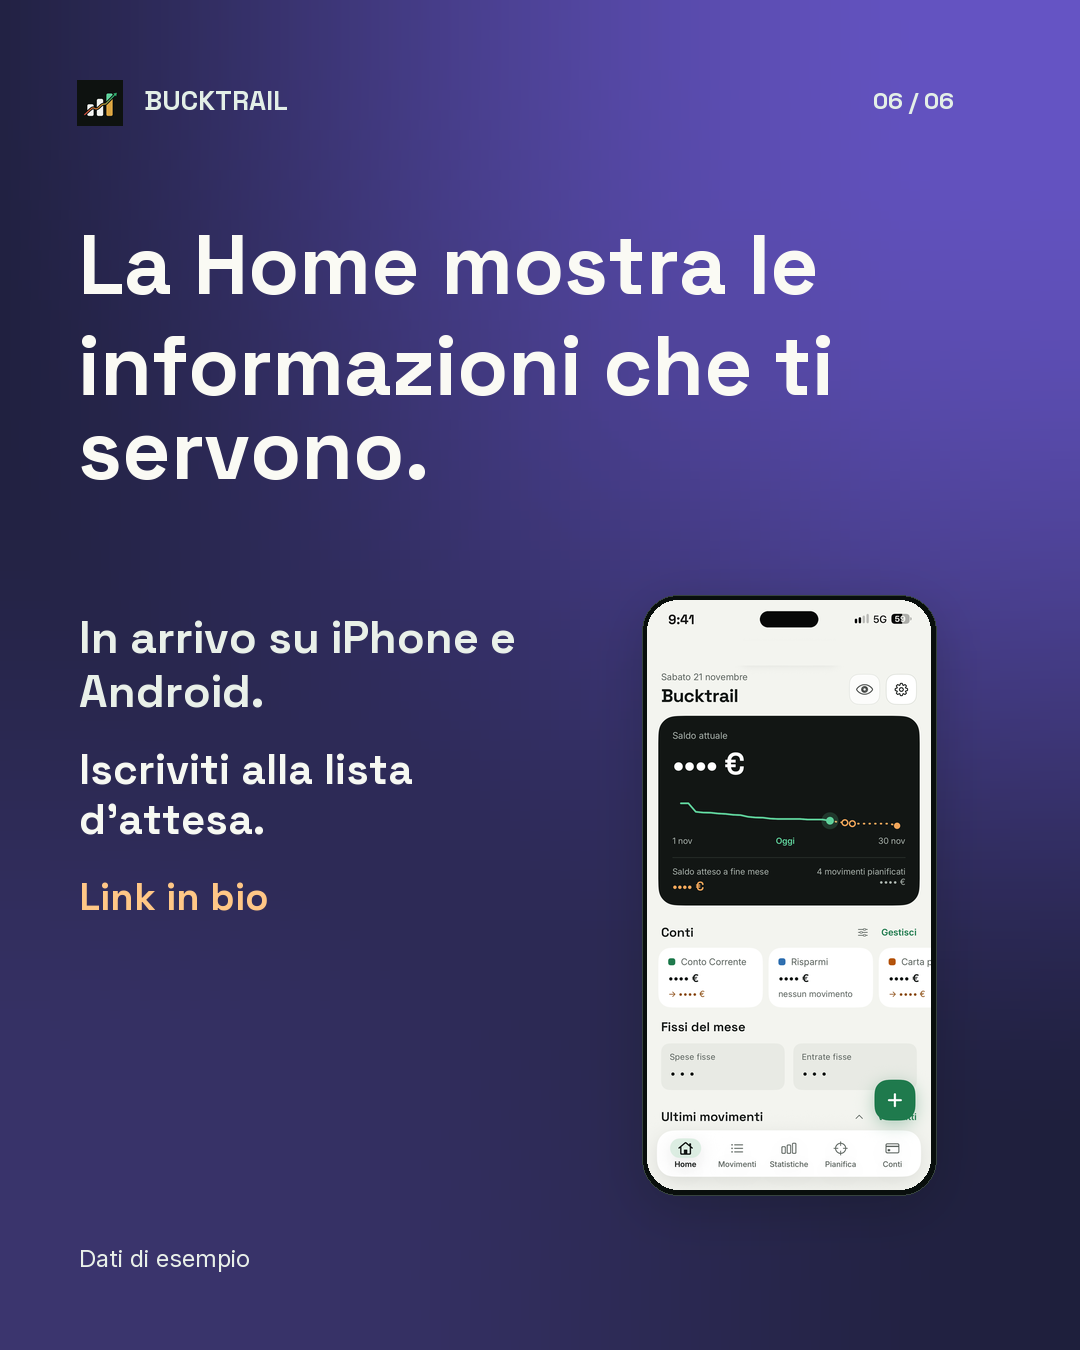 BUCKTRAIL
06 / 06
La Home mostra le
informazioni che ti
servono.
In arrivo su iPhone e
Android.
Iscriviti alla lista
d’attesa.
Link in bio
9:41
5G 59
Sabato 21 novembre
Bucktrail
Saldo attuale
•••• €
1 nov Oggi 30 nov
Saldo atteso a fine mese 4 movimenti pianificati
•••• € •••• €
Conti Gestisci
Conto Corrente Risparmi Carta
•••• € •••• € •••• €
→ •••• € nessun movimento → •••• €
Fissi del mese
Spese fisse Entrate fisse
• • • • • •
Ultimi movimenti
Home Movimenti Statistiche Pianifica Conti
Dati di esempio